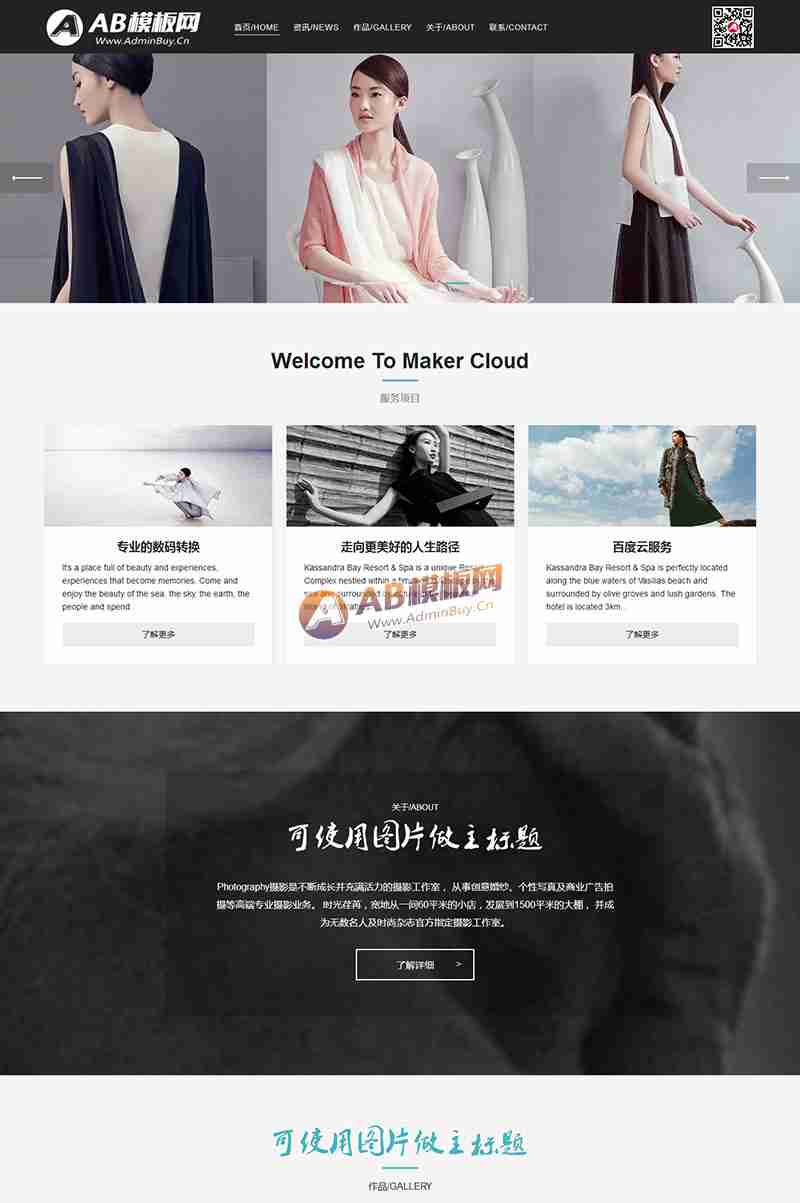 AB模板网
Www.AdminBuy.Cn
首页/HOME
资讯/NEWS
作品/GALLERY
关于/ABOUT
联系/CONTACT
Welcome To Maker Cloud
服务项目
专业的数码转换
It's a place full of beauty and experiences,
experiences that become memories. Come and
enjoy the beauty of the sea, the sky, the earth, the
people and spend
了解更多
走向更美好的人生路径
Kassandra Bay Resort & Spa is a unique
Complex nestled within a
了解更多
百度云服务
Kassandra Bay Resort & Spa is perfectly located
along the blue waters of Vasilias beach and
surrounded by olive groves and lush gardens. The
hotel is located 3km...
了解更多
AB模板网
Www.AdminBuy.Cn
关于/ABOUT
可使用图片做主标题
Photography摄影是不断成长并充满活力的摄影工作室，从事创意婚纱、个性写真及商业广告拍
摄等高端专业摄影业务。 时光荏苒，宽地从一间60平米的小店，发展到1500平米的大棚，并成
为无数名人及时尚杂志官方指定摄影工作室。
了解详细 >
可使用图片做主标题
作品/GALLERY